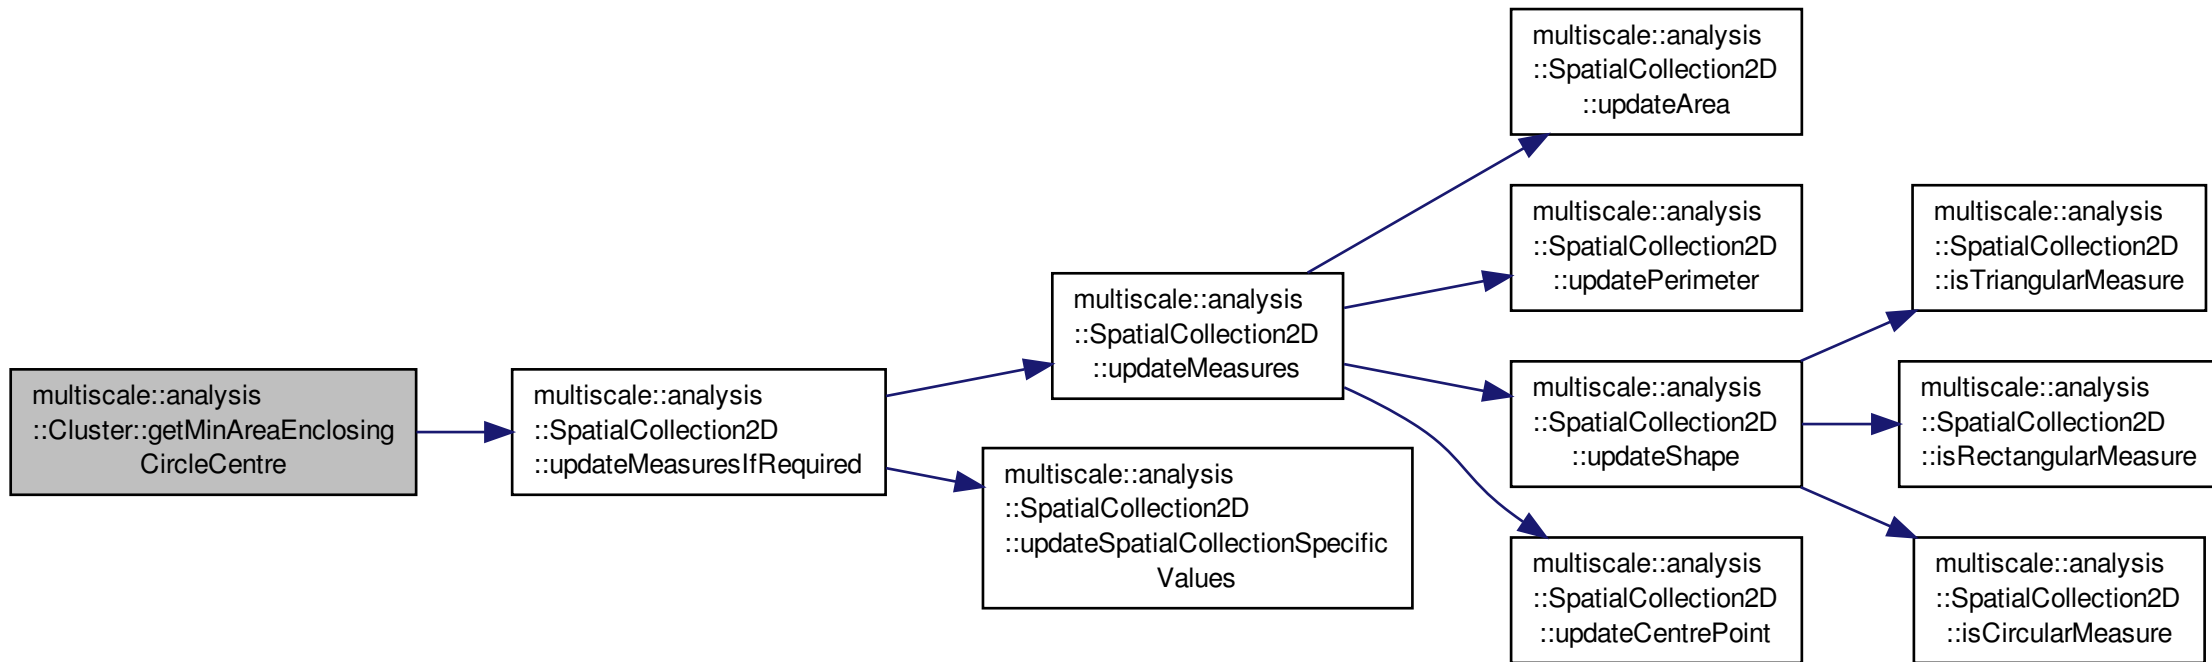 multiscale::analysis
::Cluster::getMinAreaEnclosing
CircleCentre
multiscale::analysis
::SpatialCollection2D
::updateMeasuresIfRequired
multiscale::analysis
::SpatialCollection2D
::updateMeasures
multiscale::analysis
::SpatialCollection2D
::updateSpatialCollectionSpecific
Values
multiscale::analysis
::SpatialCollection2D
::updateArea
multiscale::analysis
::SpatialCollection2D
::updatePerimeter
multiscale::analysis
::SpatialCollection2D
::updateShape
multiscale::analysis
::SpatialCollection2D
::updateCentrePoint
multiscale::analysis
::SpatialCollection2D
::isTriangularMeasure
multiscale::analysis
::SpatialCollection2D
::isRectangularMeasure
multiscale::analysis
::SpatialCollection2D
::isCircularMeasure